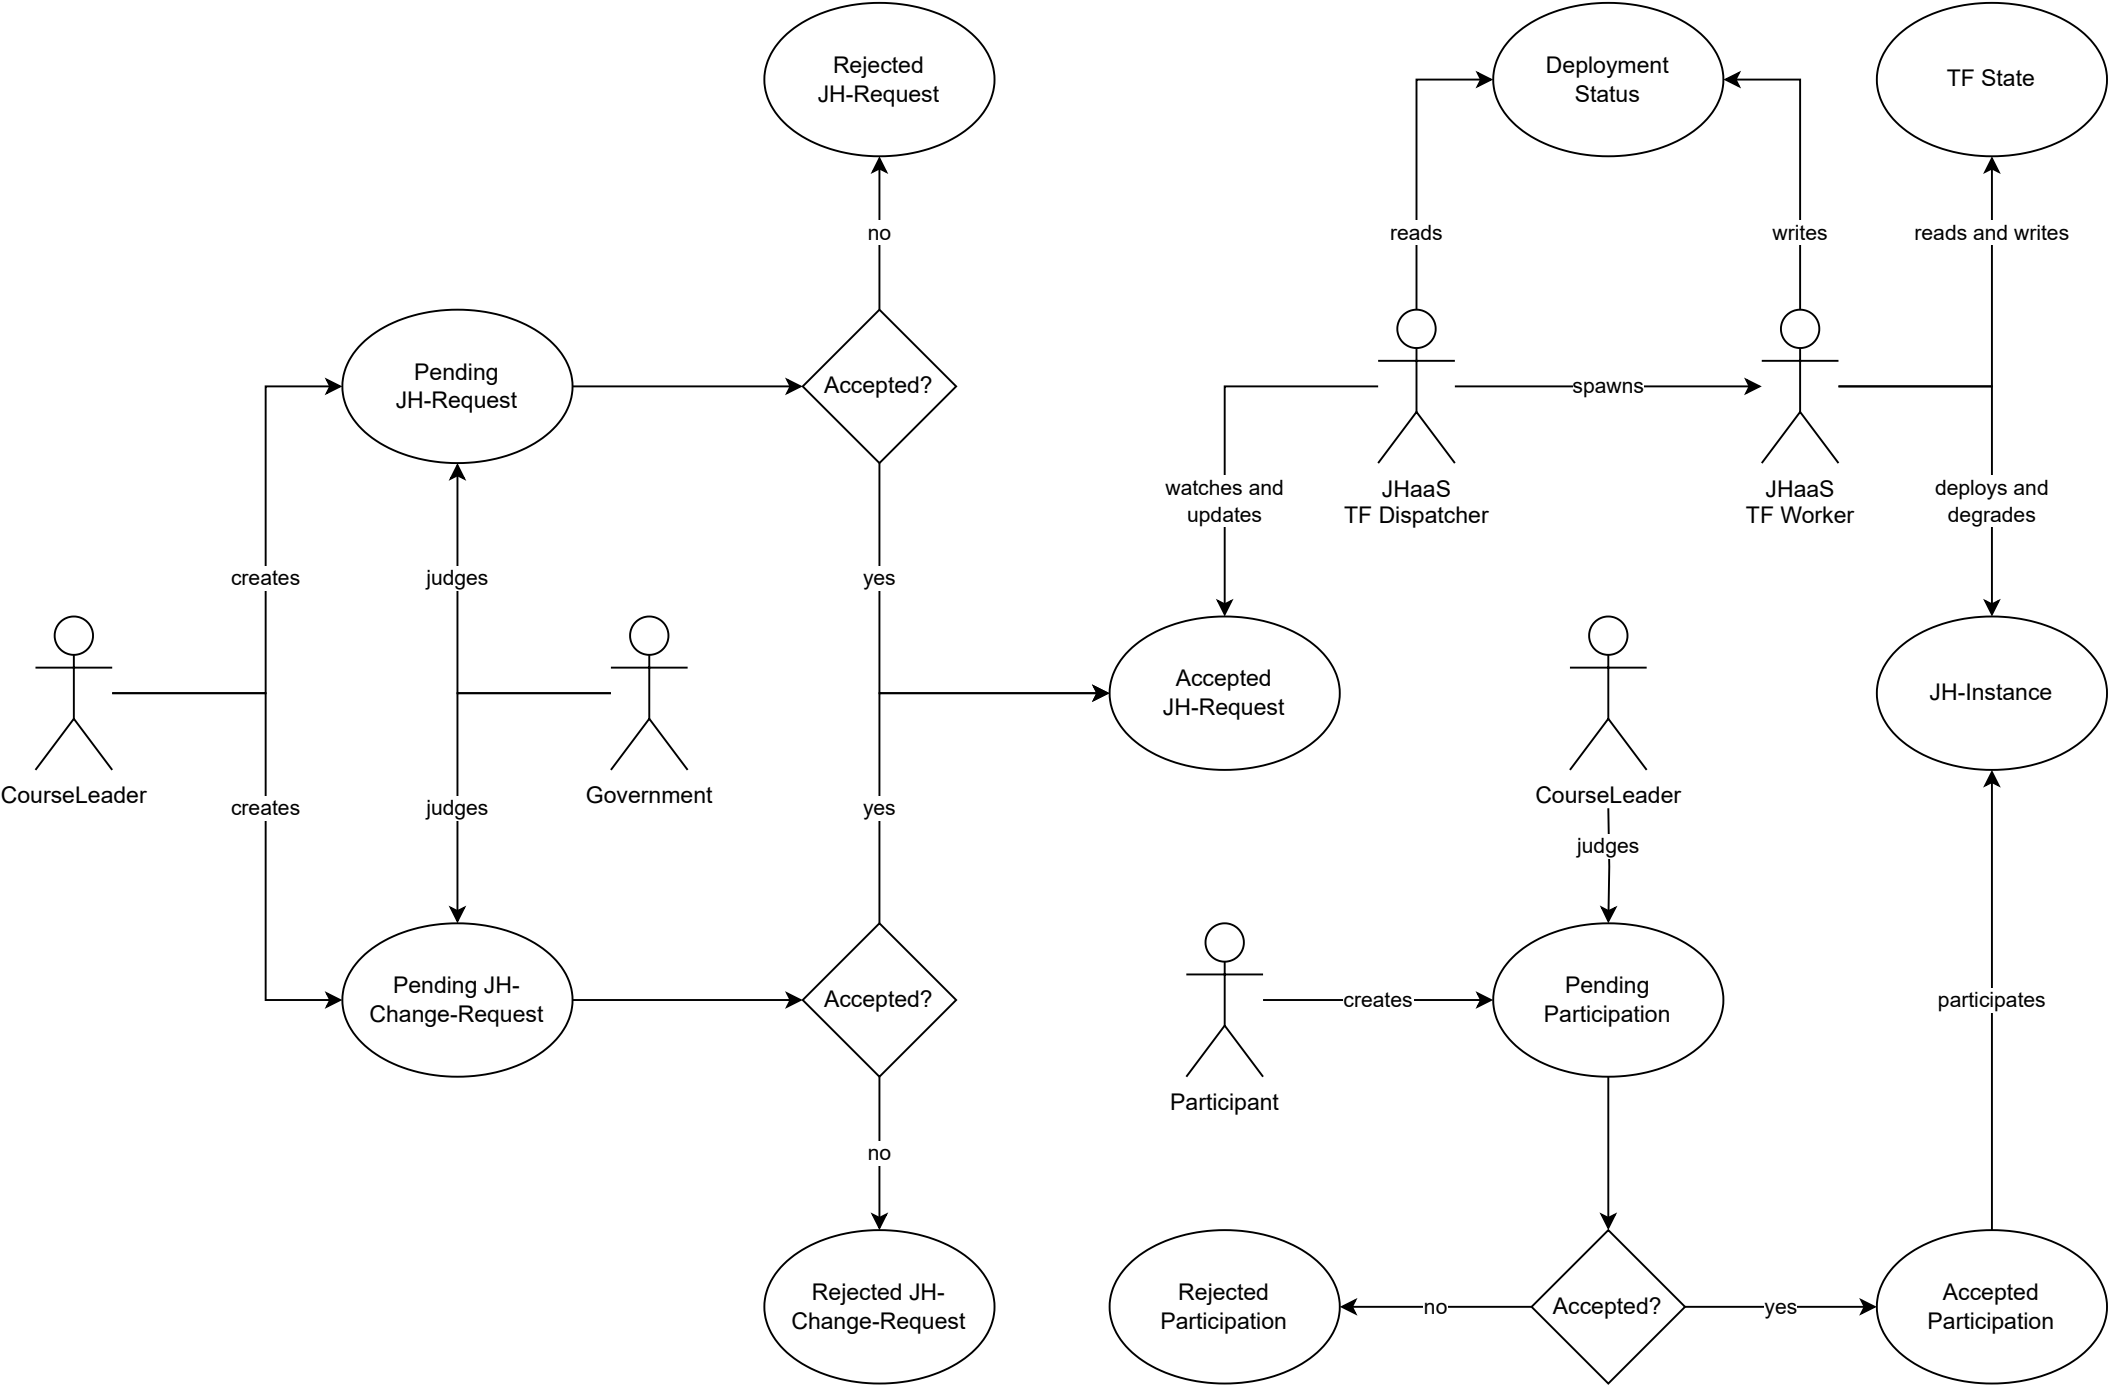 Rejected
JH-Request
Deployment
Status
TF State
no
reads
writes
reads and writes
Pending
JH-Request
Accepted?
spawns
watches and
updates
JHaaS
TF Dispatcher
JHaaS
TF Worker
deploys and
degrades
creates
judges
yes
Accepted
JH-Request
JH-Instance
CourseLeader
creates
judges
Government
yes
CourseLeader
judges
Pending JH-
Change-Request
Accepted?
creates
Pending
Participation
participates
Participant
no
Rejected JH-
Change-Request
Rejected
Participation
no
Accepted?
yes
Accepted
Participation